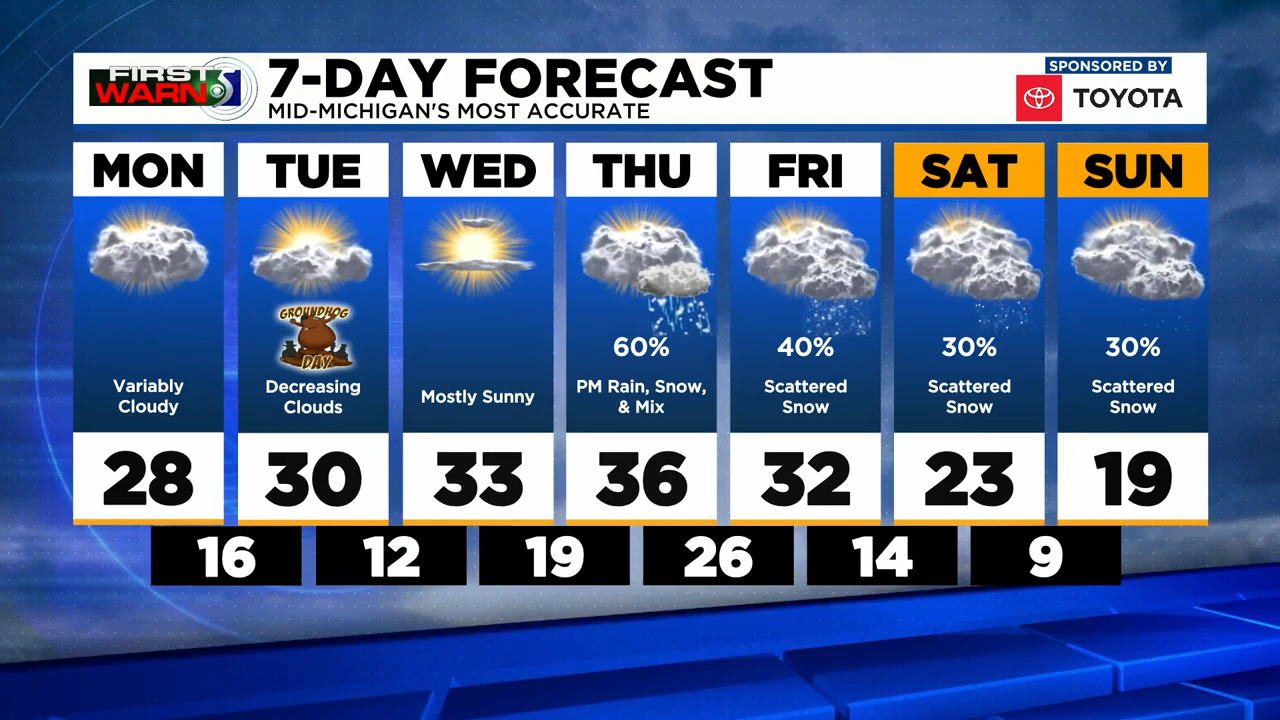 FIRST
WARN 5
7-DAY FORECAST
MID-MICHIGAN'S MOST ACCURATE
SPONSORED BY
TOYOTA
MON
TUE
WED
THU
FRI
SAT
SUN
GROUNDHOG
DAY
60%
40%
30%
30%
Variably
Cloudy
Decreasing
Clouds
Mostly Sunny
PM Rain, Snow,
& Mix
Scattered
Snow
Scattered
Snow
Scattered
Snow
28
30
33
36
32
23
19
16
12
19
26
14
9